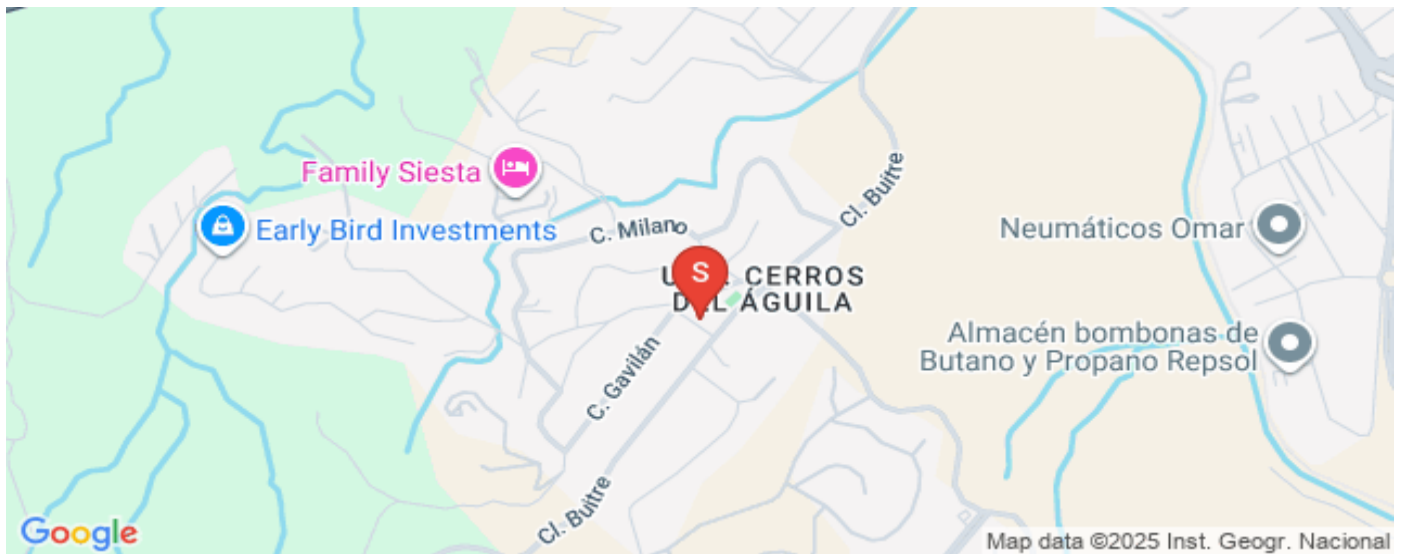 Family Siesta
Early Bird Investments
C. Milano
Cl. Buitre
Neumáticos Omar
S
CERROS
DEL ÁGUILA
Almacén bombonas de
Butano y Propano Repsol
C. Gavilán
Cl. Buitre
Google
Map data ©2025 Inst. Geogr. Nacional